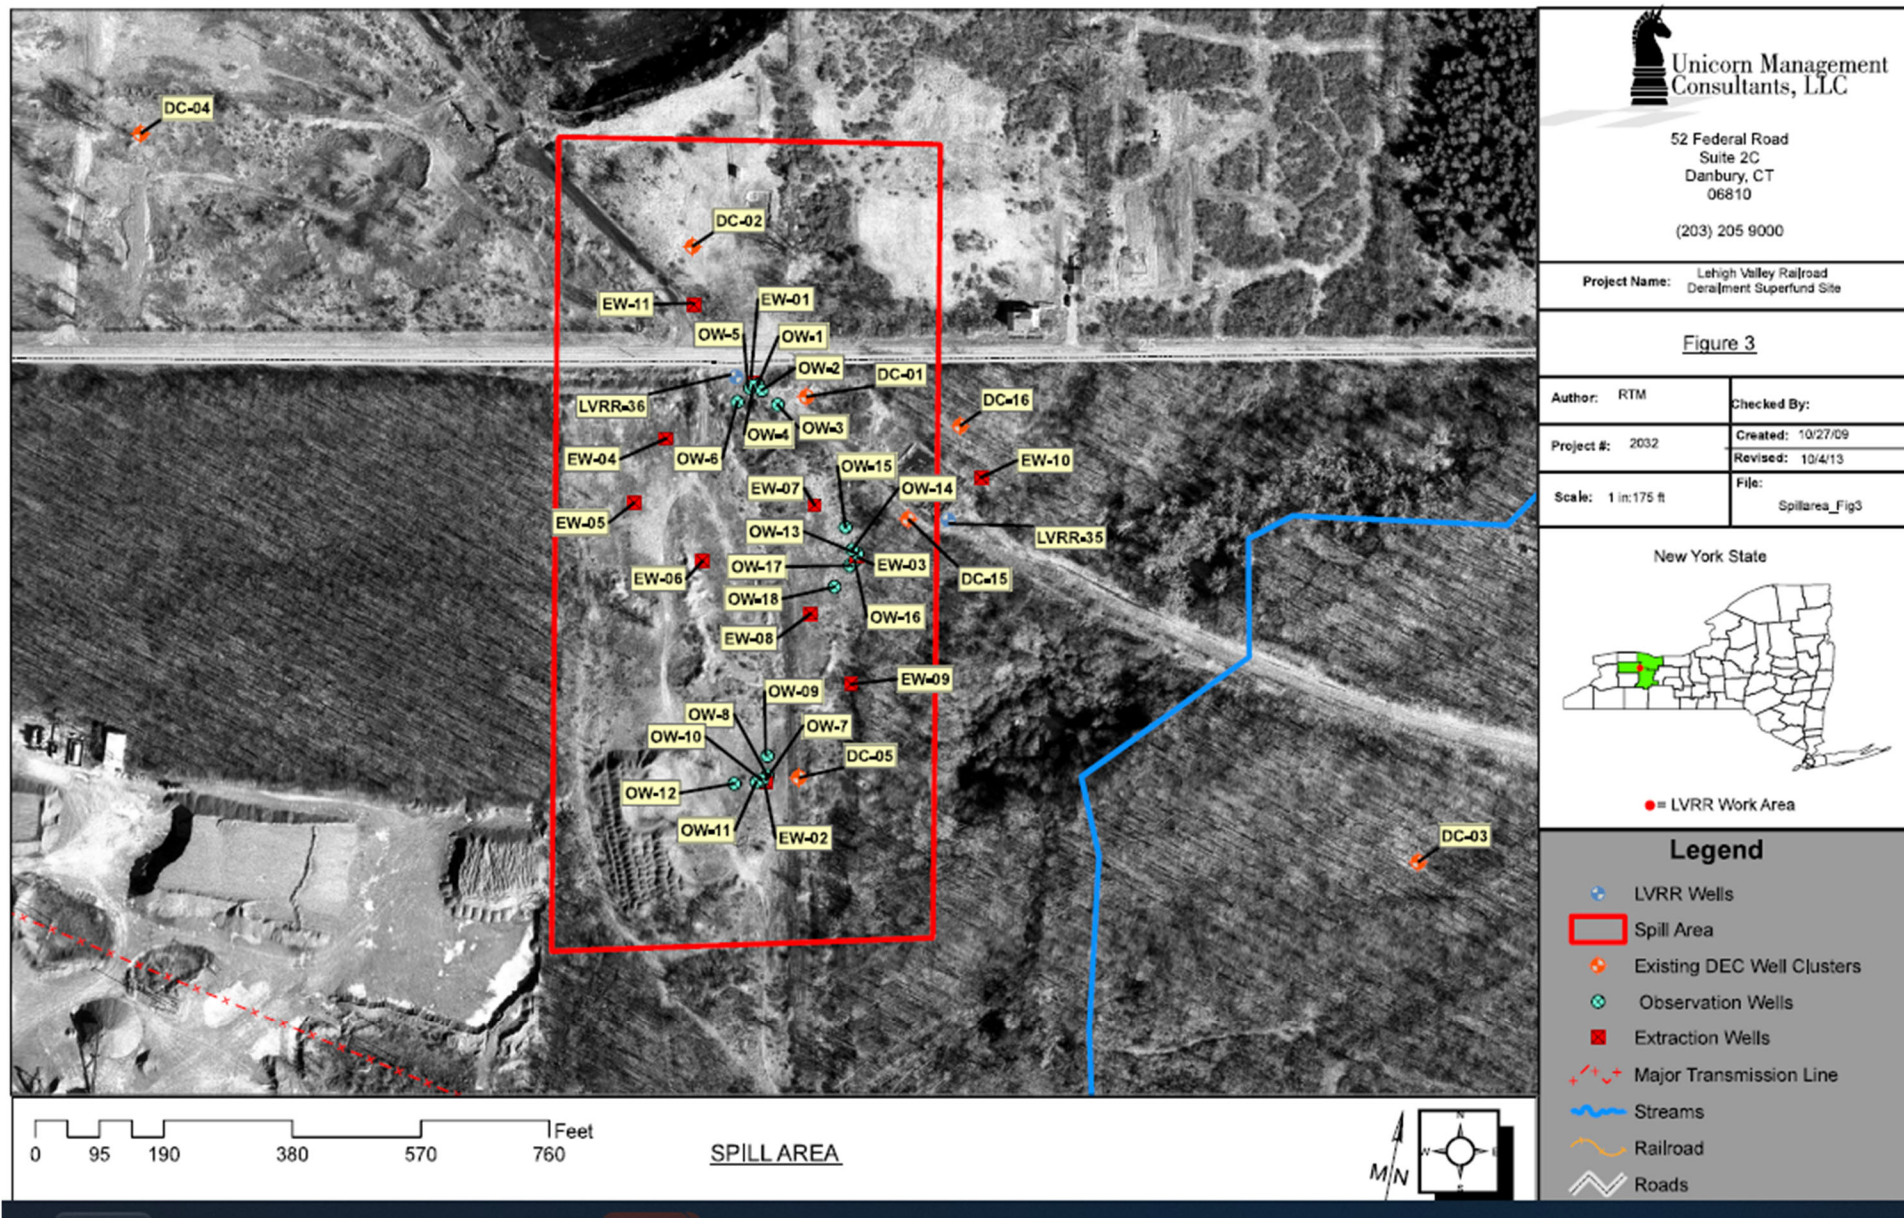 DC-04
DC-02
EW-11
EW-01
OW-5
OW-1
OW-2
DC-01
LVRR-36
DC-16
OW-4
OW-3
EW-04
OW-6
EW-10
OW-15
EW-07
OW-14
EW-05
OW-13
LVRR-35
OW-17
EW-03
EW-06
DC-15
OW-18
OW-16
EW-08
EW-09
OW-09
OW-8
OW-7
OW-10
DC-05
OW-12
OW-11
EW-02
DC-03
0 95 190 380 570 760
Feet
SPILL AREA
MN
N
W E
S
Unicorn Management
Consultants, LLC
52 Federal Road
Suite 2C
Danbury, CT
06810
(203) 205 9000
Project Name: Lehigh Valley Railroad
Derailment Superfund Site
Figure 3
Author: RTM
Checked By:
Project #: 2032
Created: 10/27/09
Revised: 10/4/13
Scale: 1 in:175 ft
File:
Spillarea_Fig3
New York State
= LVRR Work Area
Legend
LVRR Wells
Spill Area
Existing DEC Well Clusters
Observation Wells
Extraction Wells
Major Transmission Line
Streams
Railroad
Roads